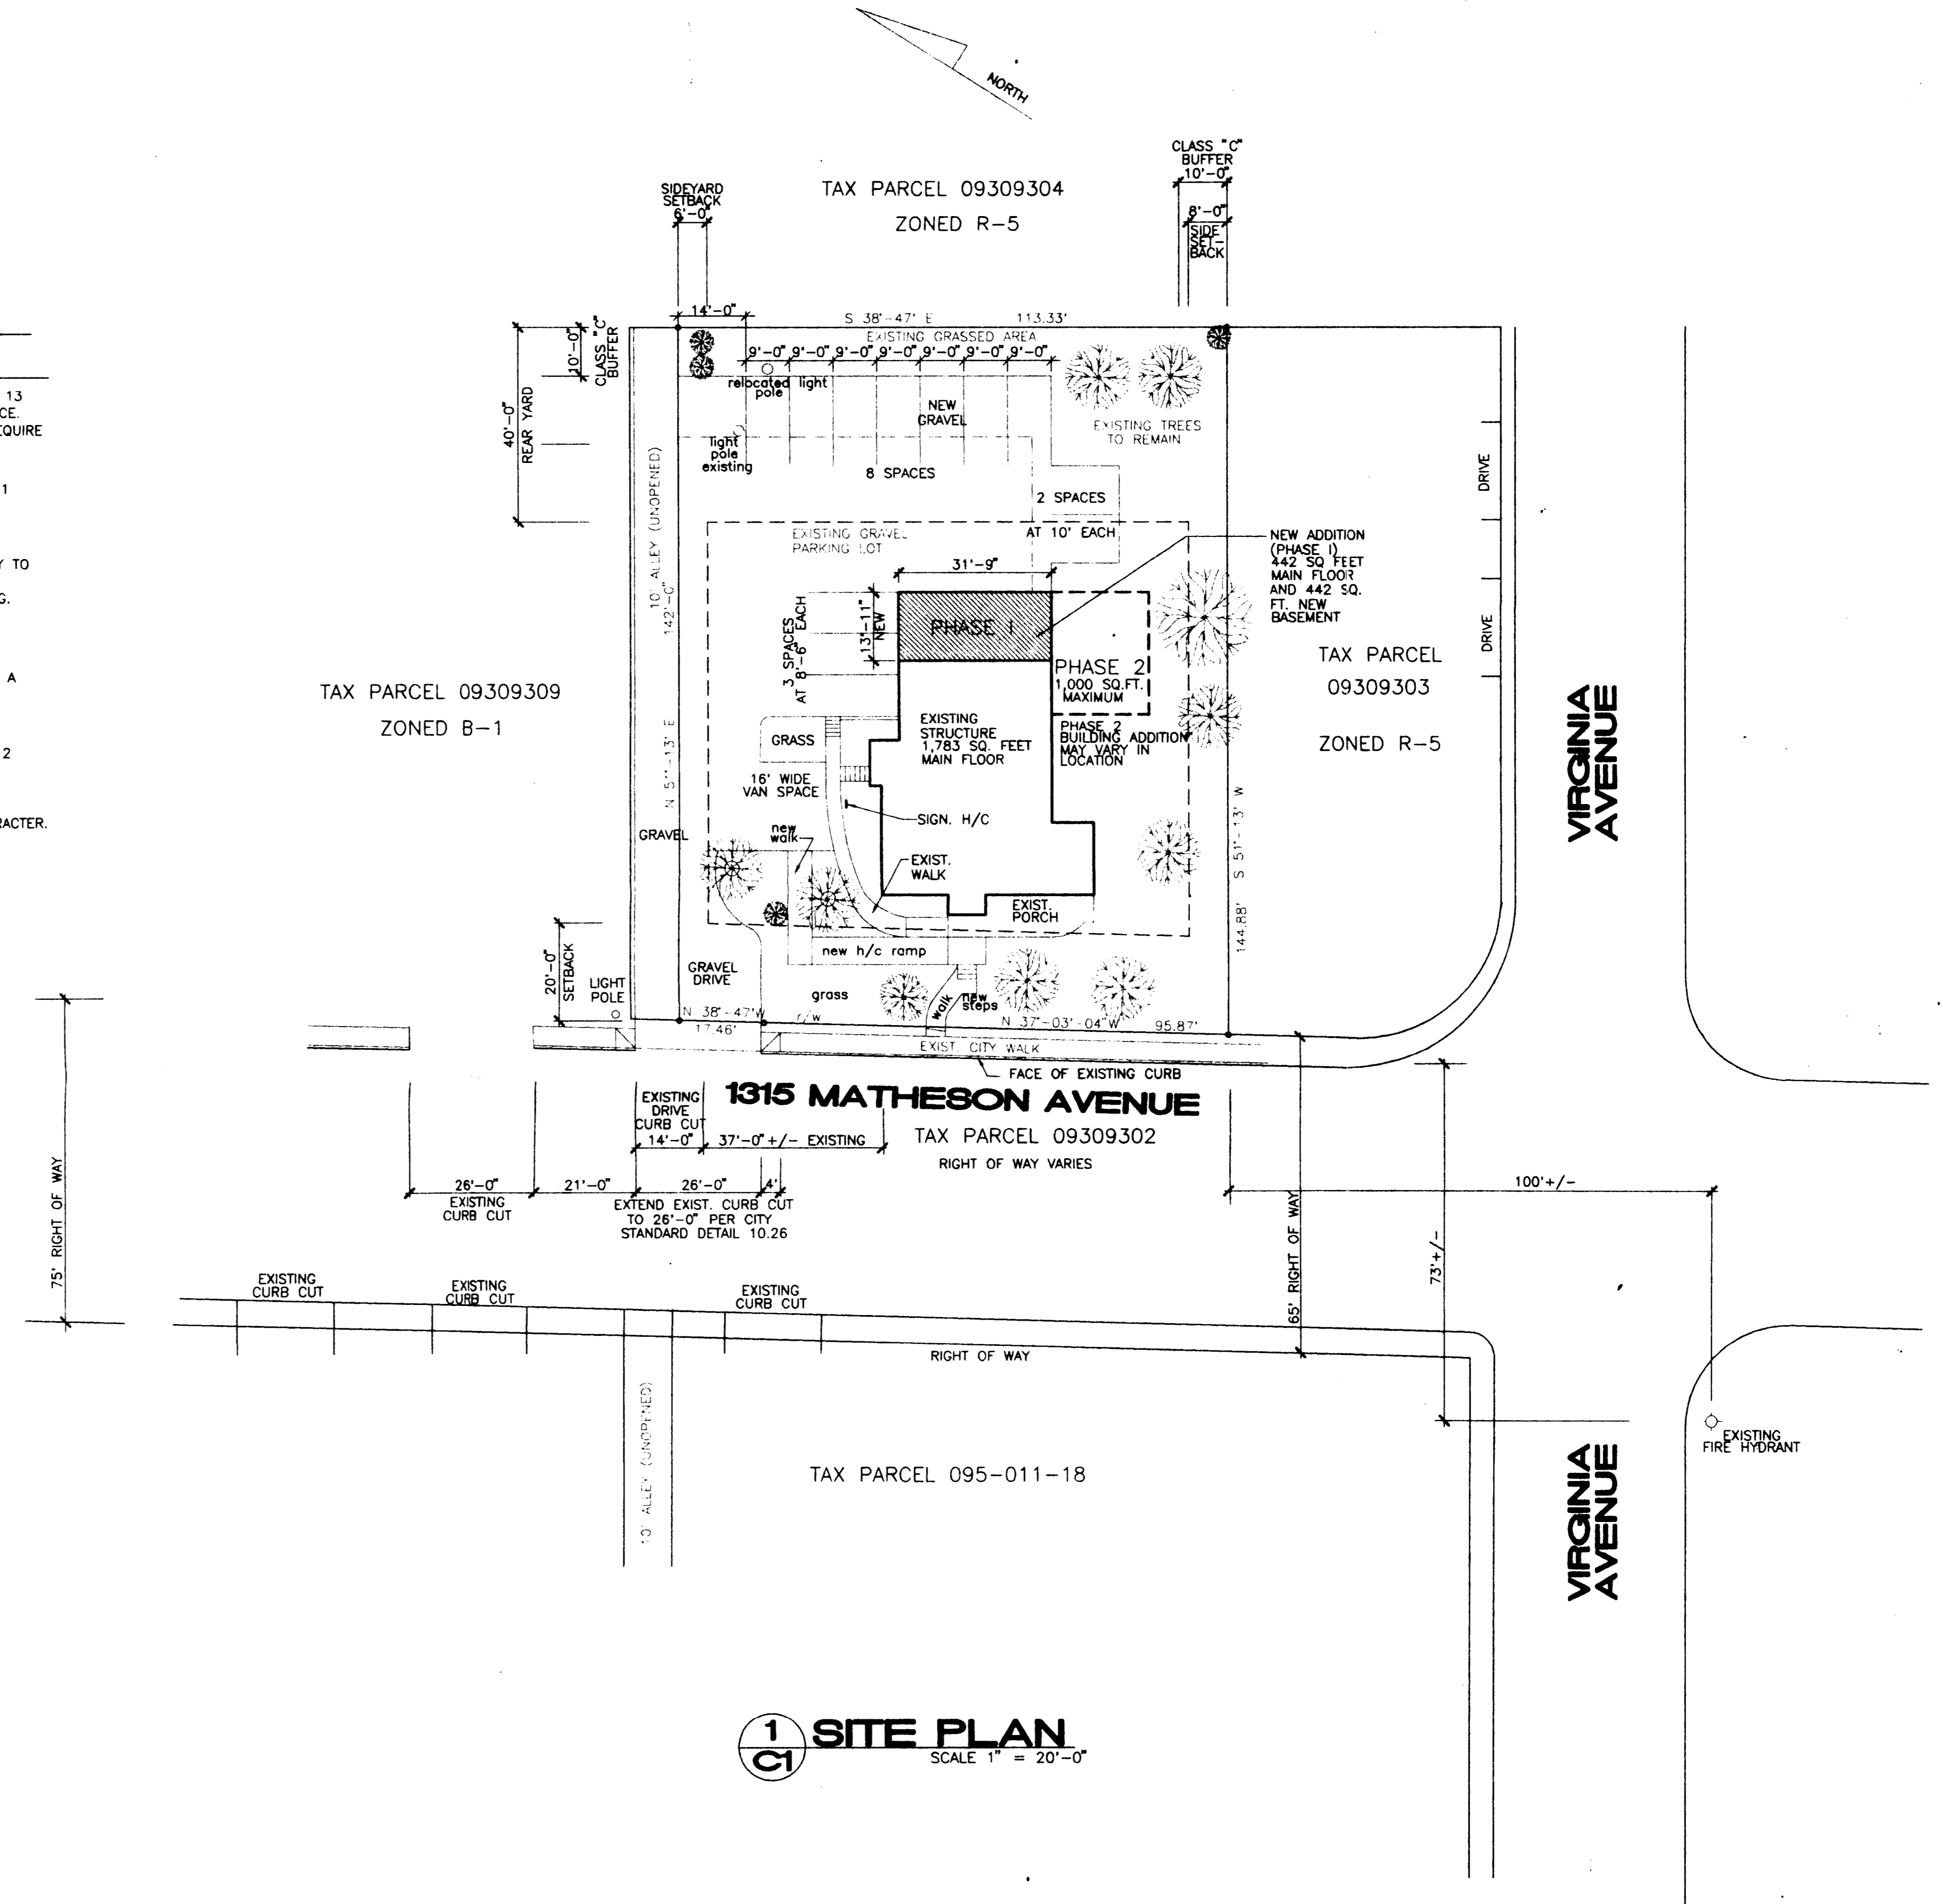 NORTH
CLASS "C"
BUFFER
10'-0"
SIDEYARD
SETBACK
6'-0"
TAX PARCEL 09309304
ZONED R-5
8'-0"
SIDE
SET-
BACK
14'-0"
S 38°-47' E 113.33'
EXISTING GRASSED AREA
9'-0" 9'-0" 9'-0" 9'-0" 9'-0" 9'-0" 9'-0"
10'-0"
CLASS "C"
BUFFER
40'-0"
REAR YARD
relocated light
pole
NEW
GRAVEL
EXISTING TREES
TO REMAIN
light
pole
existing
8 SPACES
2 SPACES
AT 10' EACH
DRIVE
13
CE.
EQUIRE
1
Y TO
G.
A
2
RACTER.
10' ALLEY (UNOPENED)
142'-0"
EXISTING GRAVEL
PARKING LOT
31'-9"
NEW ADDITION
(PHASE I)
442 SQ FEET
MAIN FLOOR
AND 442 SQ.
FT. NEW
BASEMENT
3 SPACES
AT 8'-6" EACH
13'-11"
NEW
PHASE I
DRIVE
PHASE 2
1,000 SQ.FT.
MAXIMUM
TAX PARCEL
09309303
ZONED R-5
TAX PARCEL 09309309
ZONED B-1
VIRGINIA
AVENUE
EXISTING
STRUCTURE
1,783 SQ. FEET
MAIN FLOOR
PHASE 2
BUILDING ADDITION
MAY VARY IN
LOCATION
GRASS
16' WIDE
VAN SPACE
SIGN. H/C
GRAVEL
new
walk
EXIST.
WALK
EXIST.
PORCH
144.88' S 51°-13' W
20'-0"
SETBACK
LIGHT
POLE
GRAVEL
DRIVE
new h/c ramp
grass
walk
new
steps
N 38°-47'W
17.46'
r/w
N 37°-03'-04"W 95.87'
EXIST. CITY WALK
FACE OF EXISTING CURB
1315 MATHESON AVENUE
EXISTING
DRIVE
CURB CUT
14'-0"
37'-0"+/- EXISTING
TAX PARCEL 09309302
RIGHT OF WAY VARIES
75' RIGHT OF WAY
26'-0"
EXISTING
CURB CUT
21'-0"
26'-0"
4'
EXTEND EXIST. CURB CUT
TO 26'-0" PER CITY
STANDARD DETAIL 10.26
100'+/-
65' RIGHT OF WAY
73'+/-
EXISTING
CURB CUT
EXISTING
CURB CUT
EXISTING
CURB CUT
RIGHT OF WAY
10' ALLEY (UNOPENED)
TAX PARCEL 095-011-18
EXISTING
FIRE HYDRANT
VIRGINIA
AVENUE
1
C1
SITE PLAN
SCALE 1" = 20'-0"